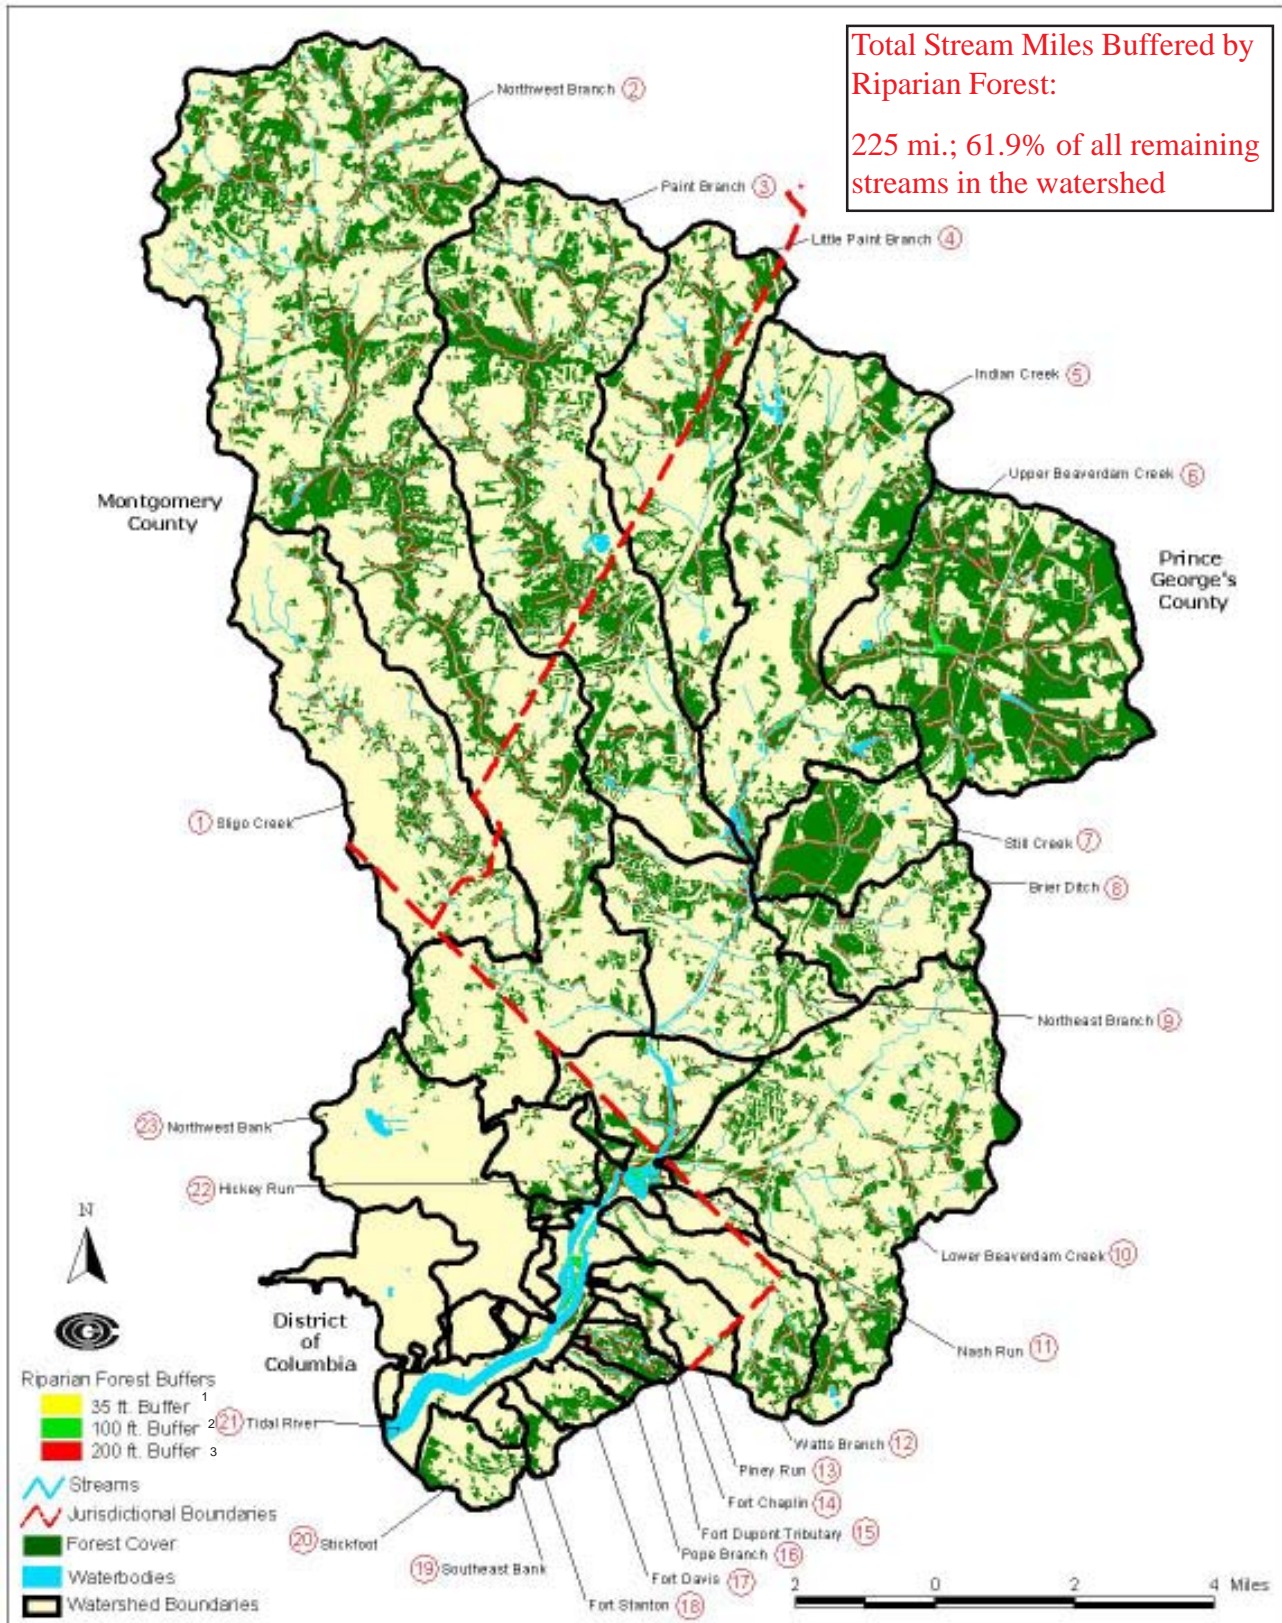 Total Stream Miles Buffered by
Riparian Forest:
225 mi.; 61.9% of all remaining
streams in the watershed
Northwest Branch 2
Paint Branch 3
Little Paint Branch 4
Indian Creek 5
Upper Beaverdam Creek 6
Montgomery
County
Prince
George's
County
1 Sligo Creek
Still Creek 7
Brier Ditch 8
Northeast Branch 9
23 Northwest Bank
22 Hickey Run
N
Lower Beaverdam Creek 10
District
of
Columbia
Nash Run 11
Riparian Forest Buffers
35 ft. Buffer 1
100 ft. Buffer 2
200 ft. Buffer 3
21 Tidal River
Streams
Jurisdictional Boundaries
Forest Cover
Waterbodies
Watershed Boundaries
Watts Branch 12
Piney Run 13
Fort Chaplin 14
Fort Dupont Tributary 15
Pope Branch 16
Fort Davis 17
Fort Stanton 18
19 Southeast Bank
20 Stickfoot
2 0 2 4 Miles